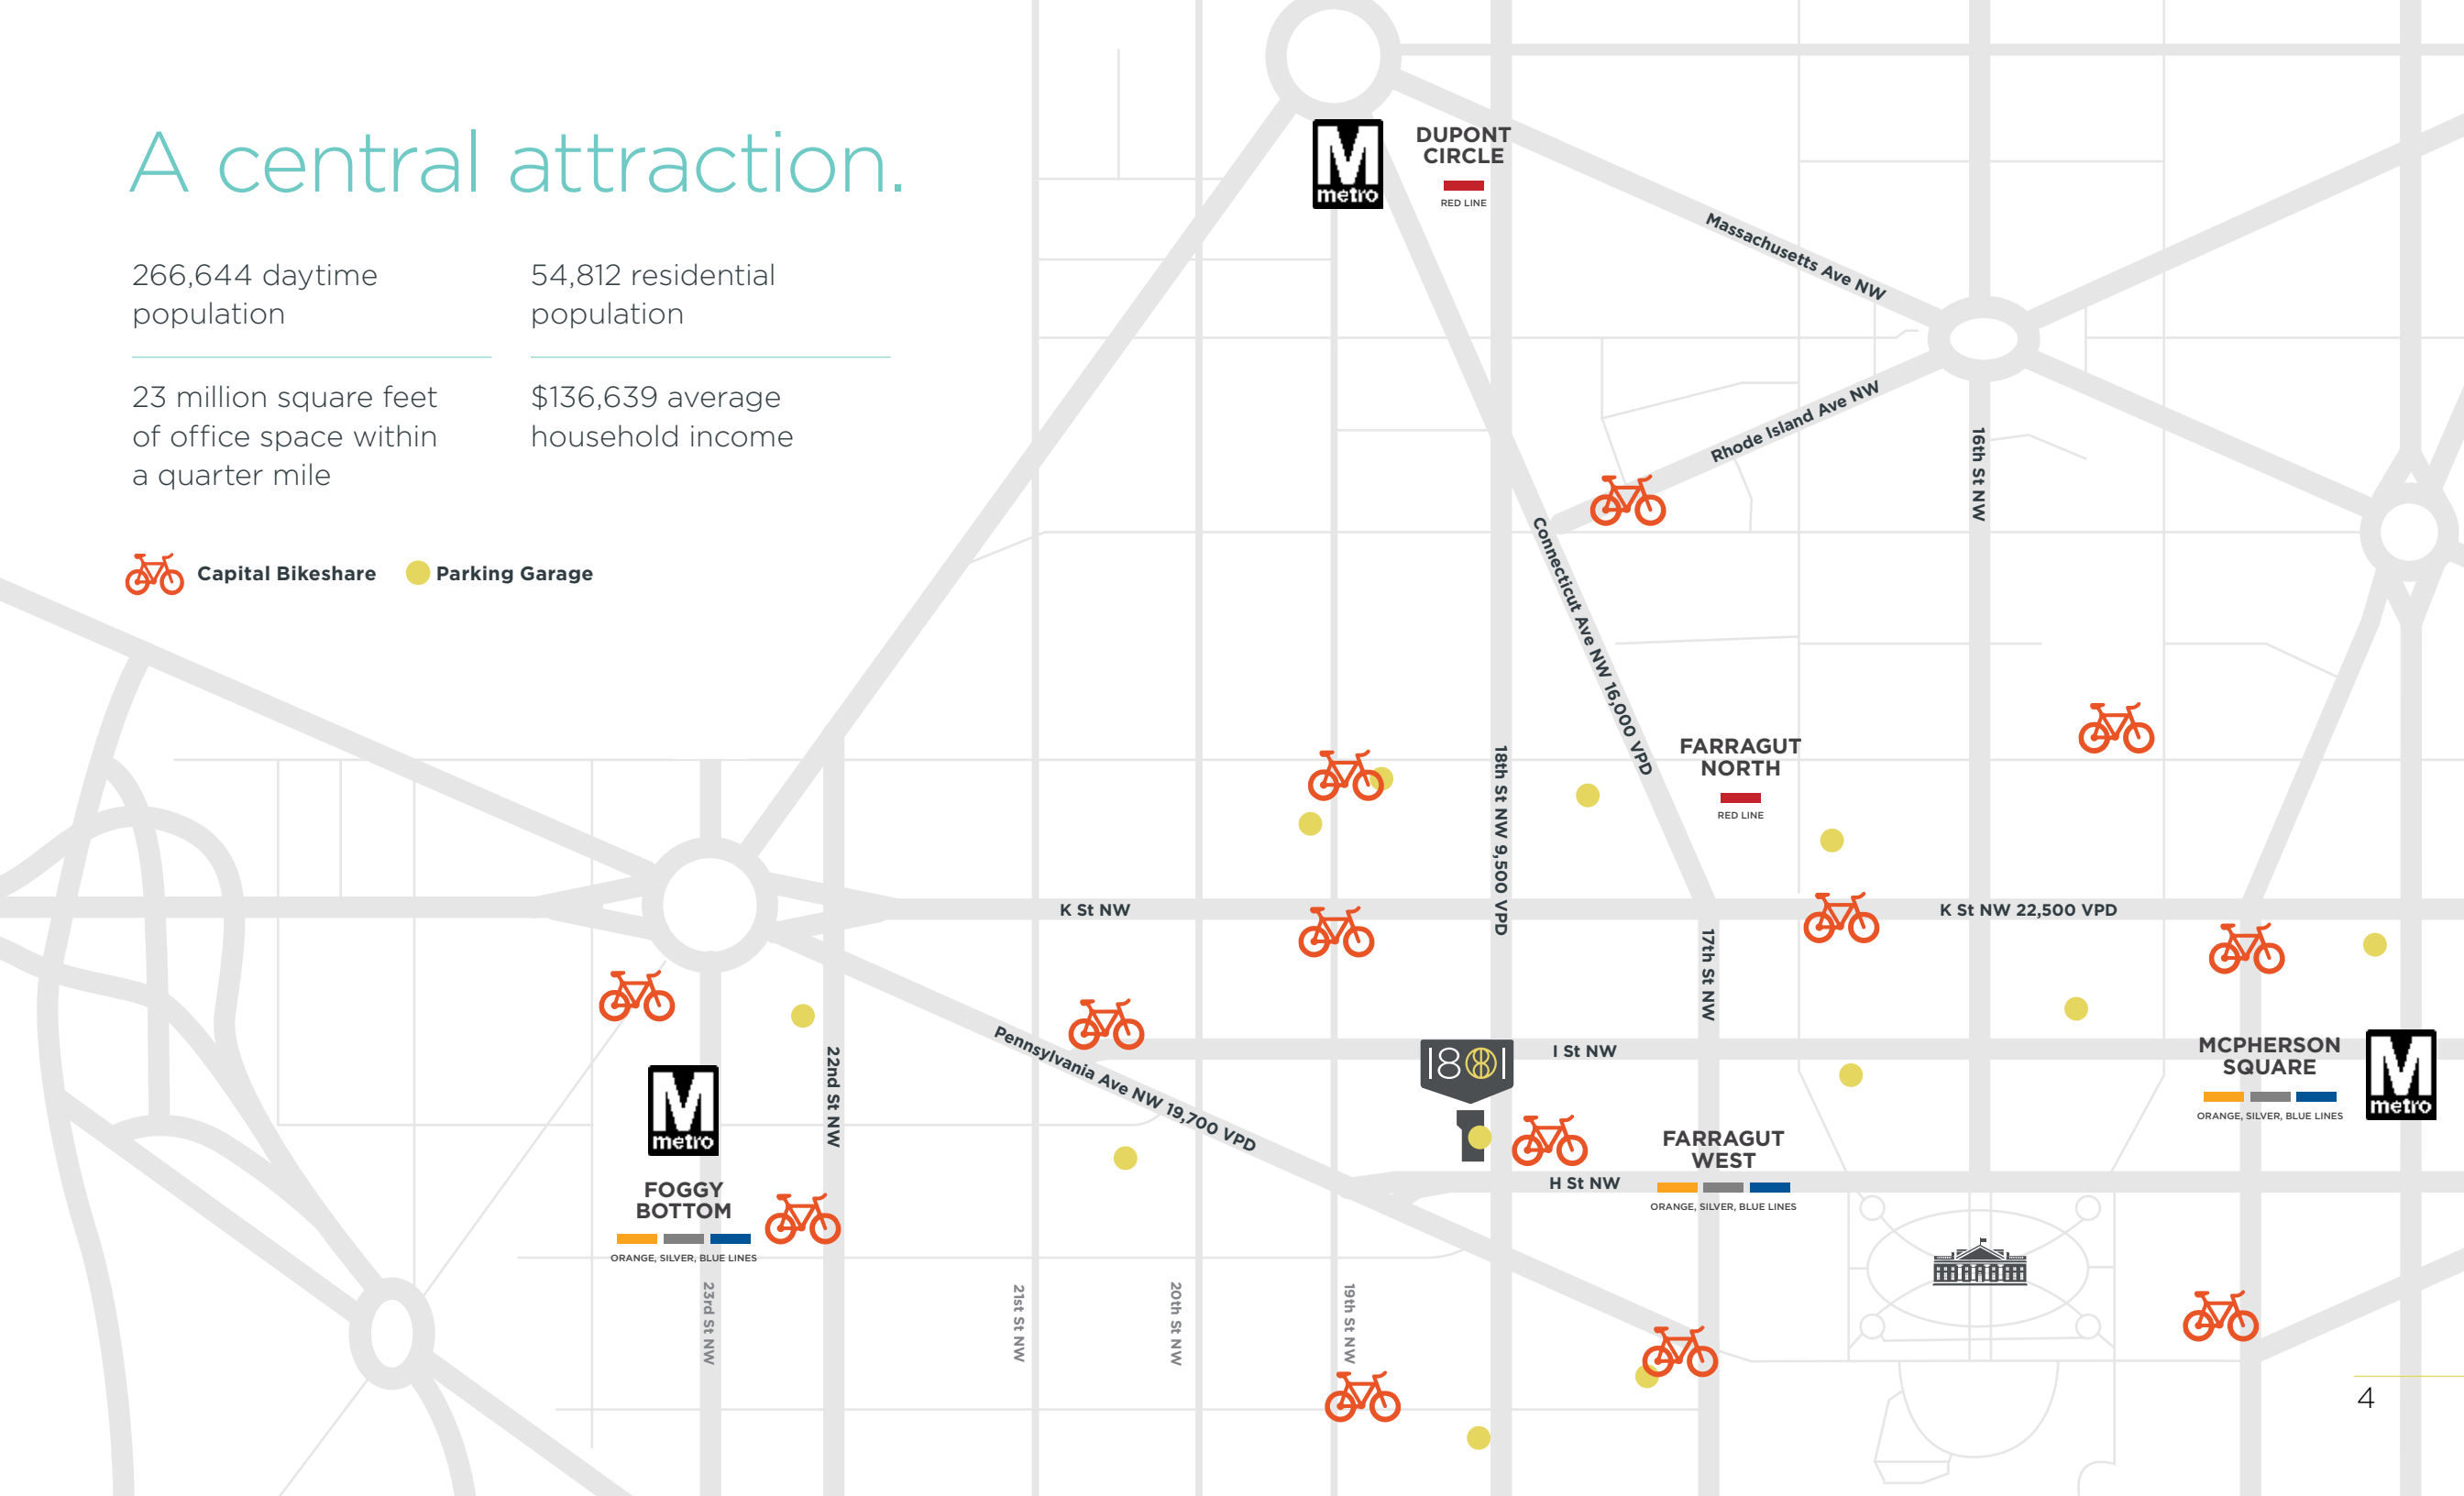 A central attraction.
266,644 daytime
population
54,812 residential
population
23 million square feet
of office space within
a quarter mile
$136,639 average
household income
Capital Bikeshare
Parking Garage
M
metro
DUPONT
CIRCLE
RED LINE
Massachusetts Ave NW
Rhode Island Ave NW
16th St NW
Connecticut Ave NW 16,000 VPD
FARRAGUT
NORTH
RED LINE
18th St NW 9,500 VPD
K St NW
K St NW 22,500 VPD
17th St NW
Pennsylvania Ave NW 19,700 VPD
22nd St NW
1881
I St NW
MCPHERSON
SQUARE
ORANGE, SILVER, BLUE LINES
M
metro
M
metro
FOGGY
BOTTOM
ORANGE, SILVER, BLUE LINES
FARRAGUT
WEST
ORANGE, SILVER, BLUE LINES
H St NW
23rd St NW
21st St NW
20th St NW
19th St NW
4